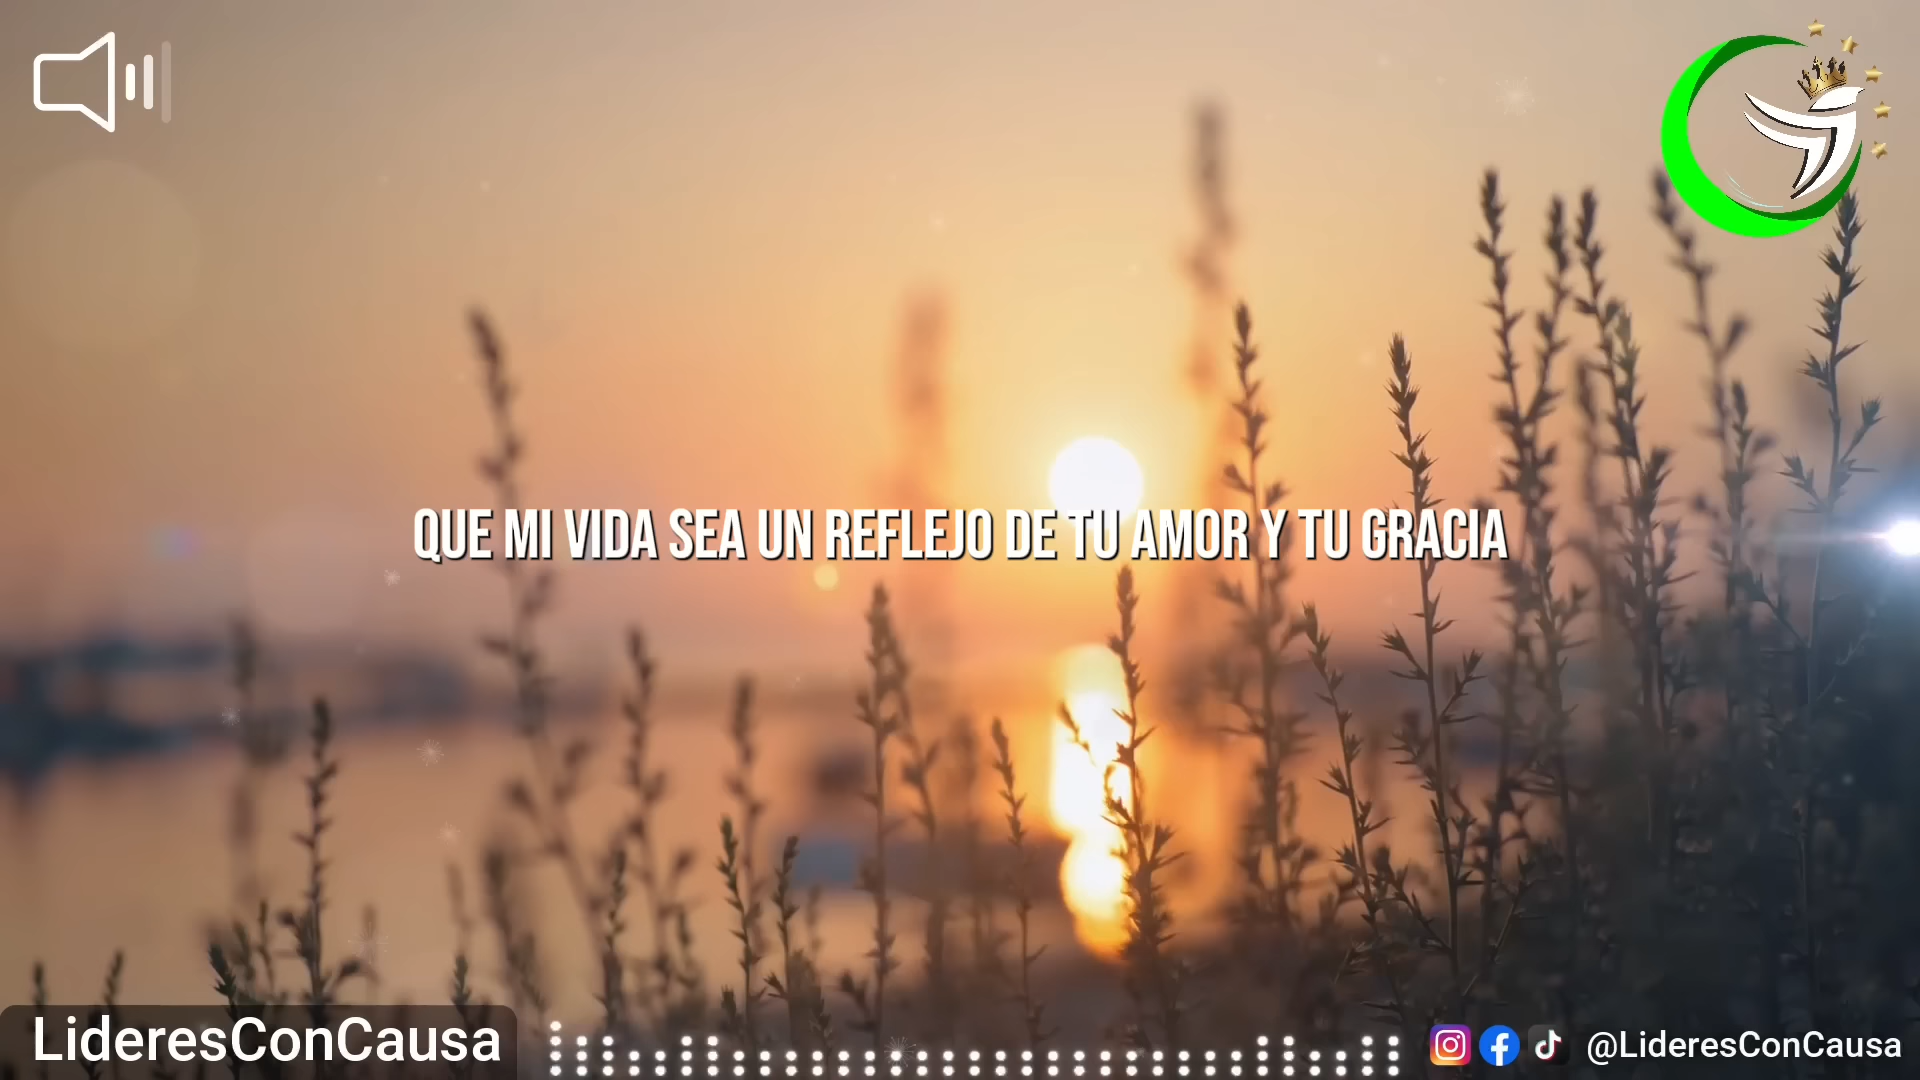 QUE MI VIDA SEA UN REFLEJO DE TU AMOR Y TU GRACIA
LideresConCausa
@LideresConCausa